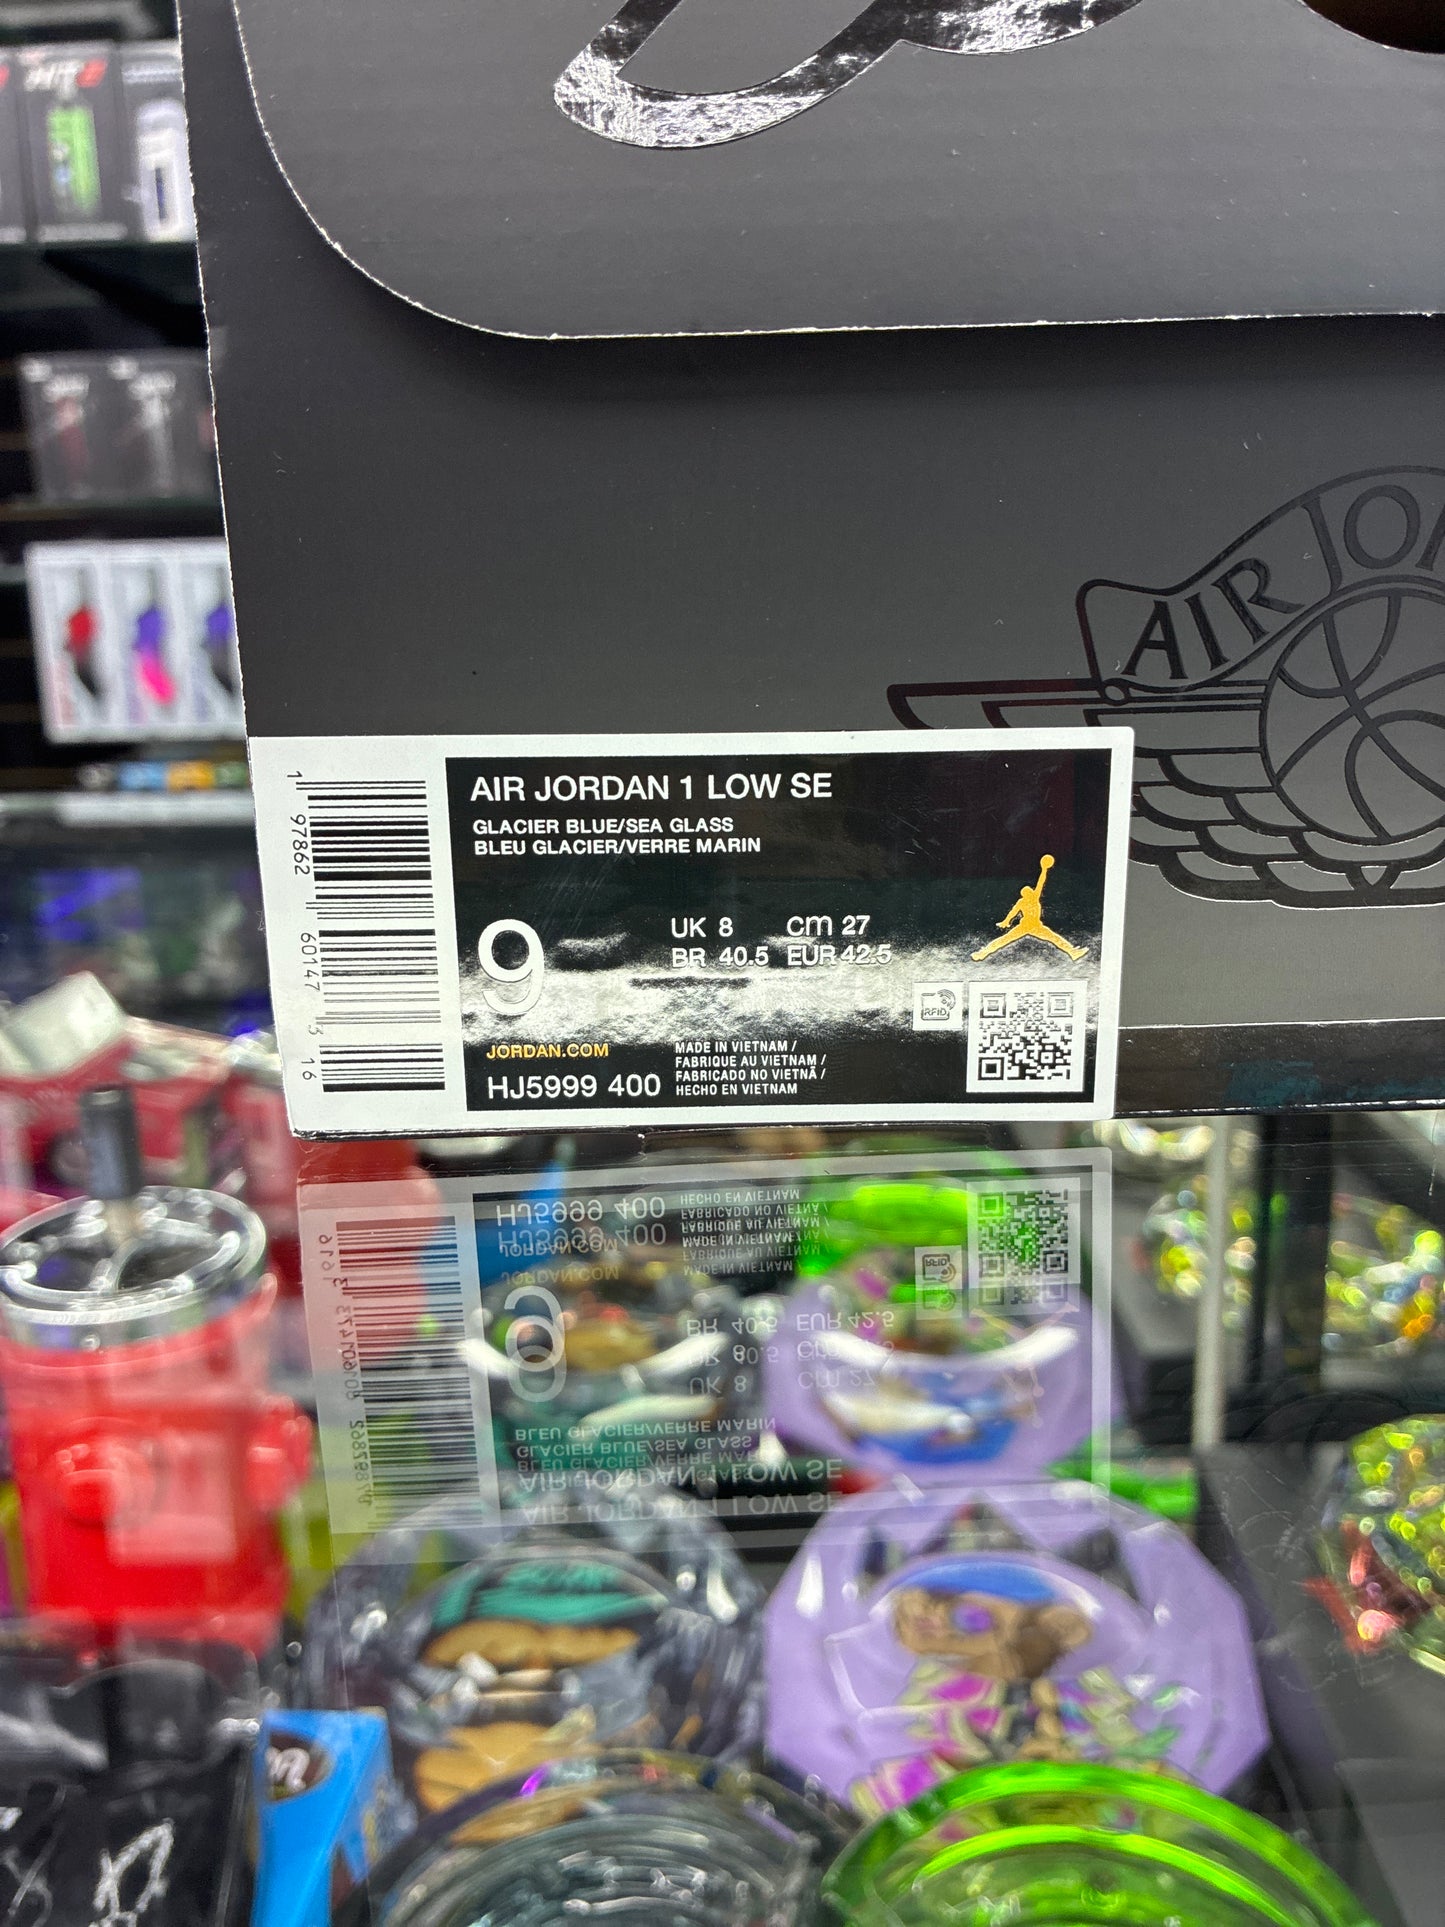 AIR JORDAN
AIR JORDAN 1 LOW SE
GLACIER BLUE/SEA GLASS
BLEU GLACIER/VERRE MARIN
9
UK 8 cm 27
BR 40.5 EUR 42.5
RFID
JORDAN.COM
HJ5999 400
MADE IN VIETNAM /
FABRIQUE AU VIETNAM /
FABRICADO NO VIETNÃ /
HECHO EN VIETNAM
1 97862 60147 3 16